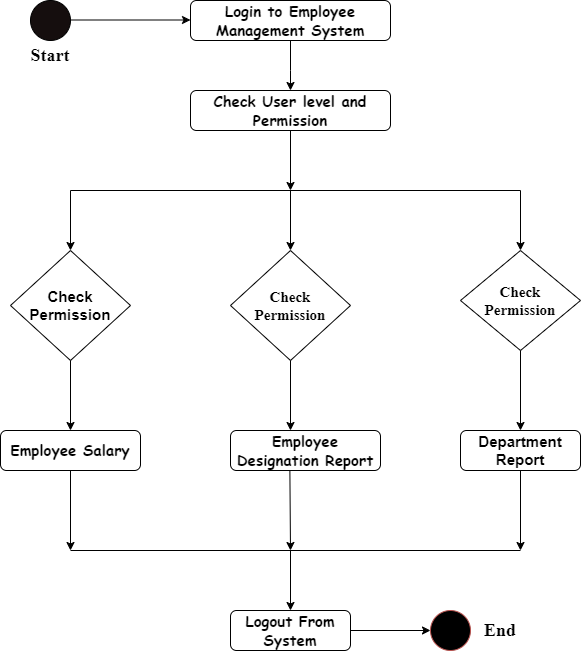 Login to Employee
Management System
Start
Check User level and
Permission
Check
Permission
Check
Permission
Check
Permission
Employee Salary
Employee
Designation Report
Department
Report
Logout From
System
End